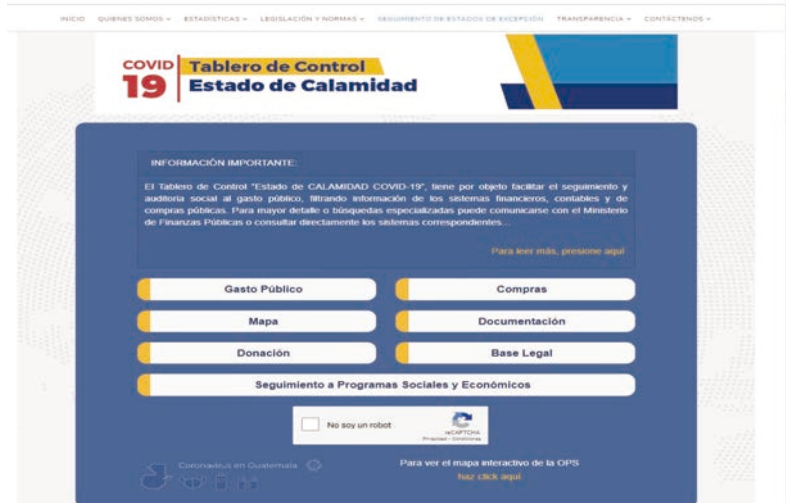 INICIO QUIENES SOMOS ESTADÍSTICAS LEGISLACIÓN Y NORMAS SEGUIMIENTO DE ESTADOS DE EXCEPCIÓN TRANSPARENCIA CONTÁCTENOS
COVID
19
Tablero de Control
Estado de Calamidad
INFORMACIÓN IMPORTANTE:
El Tablero de Control "Estado de CALAMIDAD COVID-19", tiene por objeto facilitar el seguimiento y
auditoría social al gasto público, filtrando información de los sistemas financieros, contables y de
compras públicas. Para mayor detalle o búsquedas especializadas puede comunicarse con el Ministerio
de Finanzas Públicas o consultar directamente los sistemas correspondientes...
Para leer más, presione aquí
Gasto Público
Compras
Mapa
Documentación
Donación
Base Legal
Seguimiento a Programas Sociales y Económicos
No soy un robot
reCAPTCHA
Privacidad - Condiciones
Coronavirus en Guatemala
Para ver el mapa interactivo de la OPS
haz click aquí